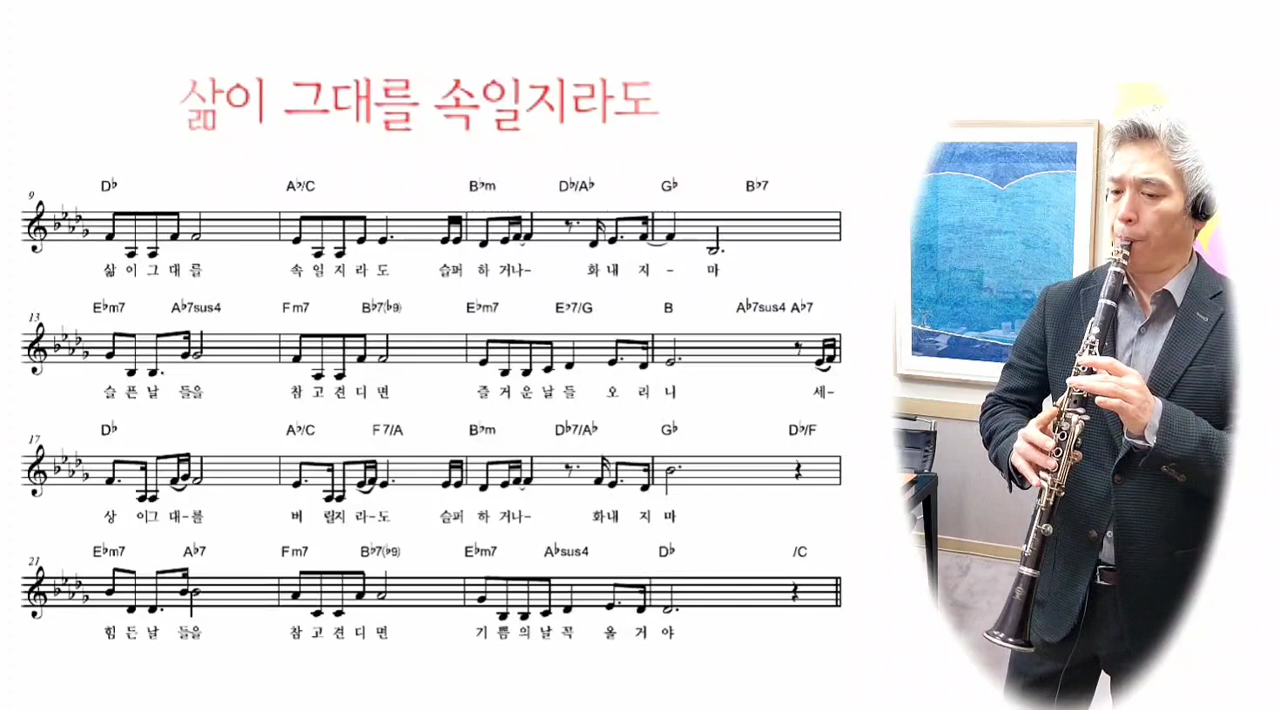 삶이 그대를 속일지라도
D♭ A♭/C B♭m D♭/A♭ G♭ B♭7
9
삶 이 그 대 를 속 일 지 라 도 슬퍼 하 거나- 화 내 지 - 마
E♭m7 A♭7sus4 Fm7 B♭7(♭9) E♭m7 E♭7/G B A♭7sus4 A♭7
13
슬 픈 날 들을 참 고 견 디 면 즐 거 운 날 들 오 리 니 세-
D♭ A♭/C F7/A B♭m D♭7/A♭ G♭ D♭/F
17
상 이그 대-를 버 릴지 라-도 슬퍼 하 거나- 화내 지 마
E♭m7 A♭7 Fm7 B♭7(♭9) E♭m7 A♭sus4 D♭ /C
21
힘 든 날 들을 참 고 견 디 면 기 쁨 의 날 꼭 올 거 야